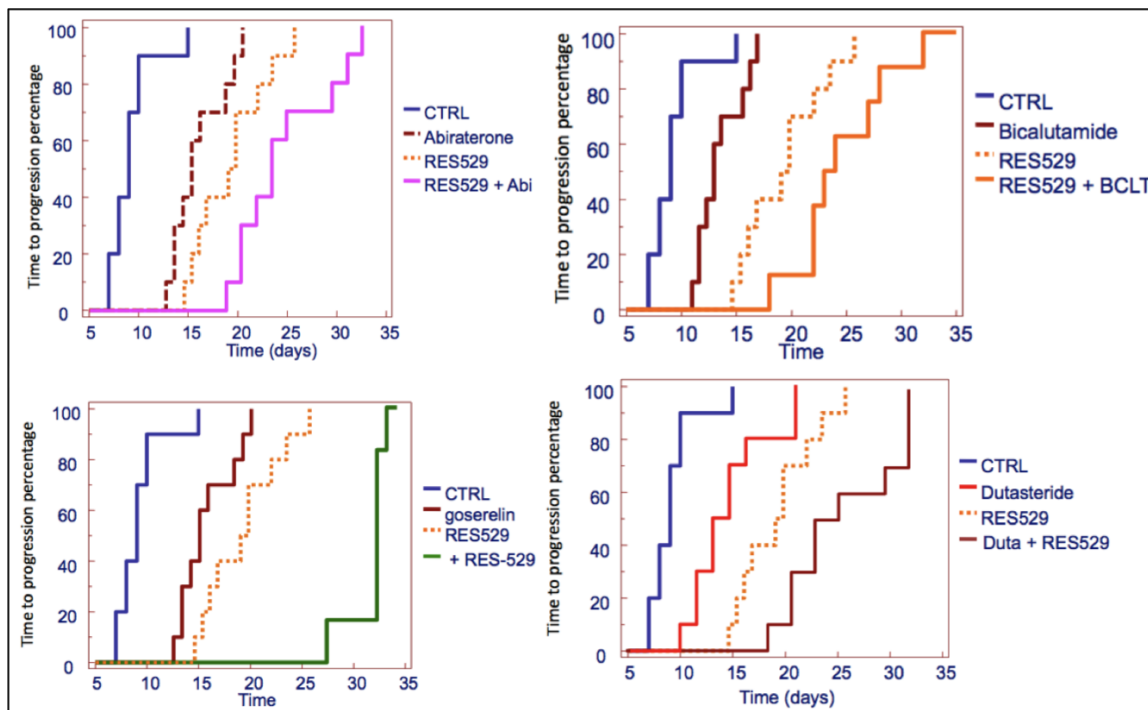 Time to progression percentage
100
80
60
40
20
0
5
10
15
20
25
30
35
Time (days)
CTRL
Abiraterone
RES529
RES529 + Abi
Time to progression percentage
100
80
60
40
20
0
5
10
15
20
25
30
35
Time
CTRL
Bicalutamide
RES529
RES529 + BCLT
Time to progression percentage
100
80
60
40
20
0
5
10
15
20
25
30
35
Time
CTRL
goserelin
RES529
+ RES-529
Time to progression percentage
100
80
60
40
20
0
5
10
15
20
25
30
35
Time (days)
CTRL
Dutasteride
RES529
Duta + RES529